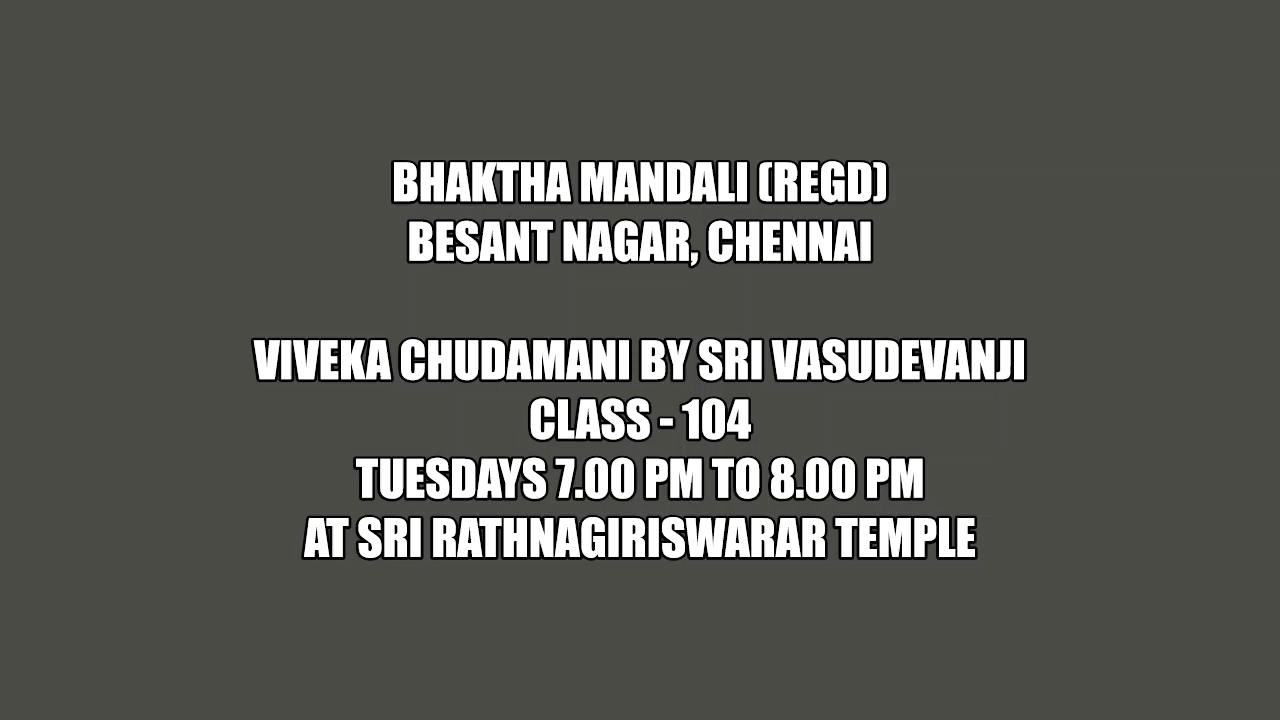 BHAKTHA MANDALI (REGD)
BESANT NAGAR, CHENNAI
VIVEKA CHUDAMANI BY SRI VASUDEVANJI
CLASS - 104
TUESDAYS 7.00 PM TO 8.00 PM
AT SRI RATHNAGIRISWARAR TEMPLE